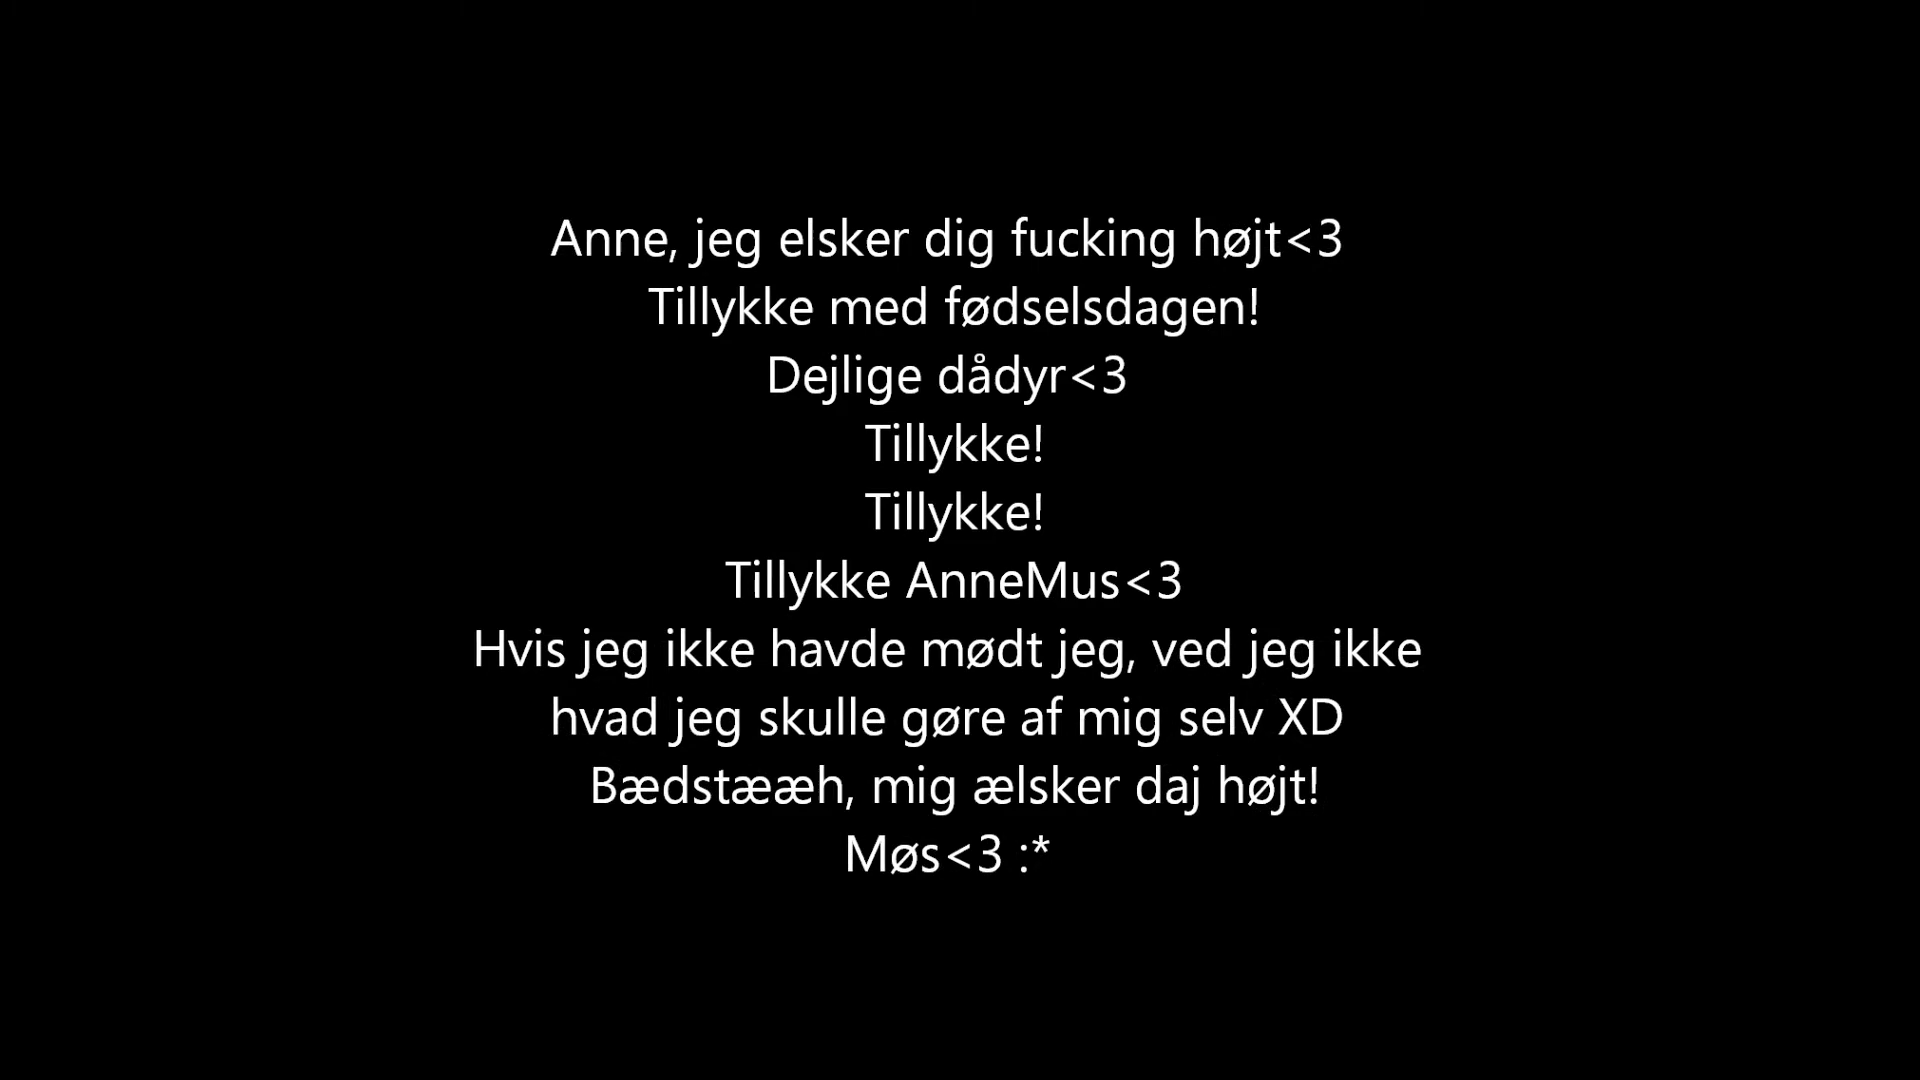 Anne, jeg elsker dig fucking højt<3
Tillykke med fødselsdagen!
Dejlige dådyr<3
Tillykke!
Tillykke!
Tillykke AnneMus<3
Hvis jeg ikke havde mødt jeg, ved jeg ikke
hvad jeg skulle gøre af mig selv XD
Bædstææh, mig ælsker daj højt!
Møs<3 :*